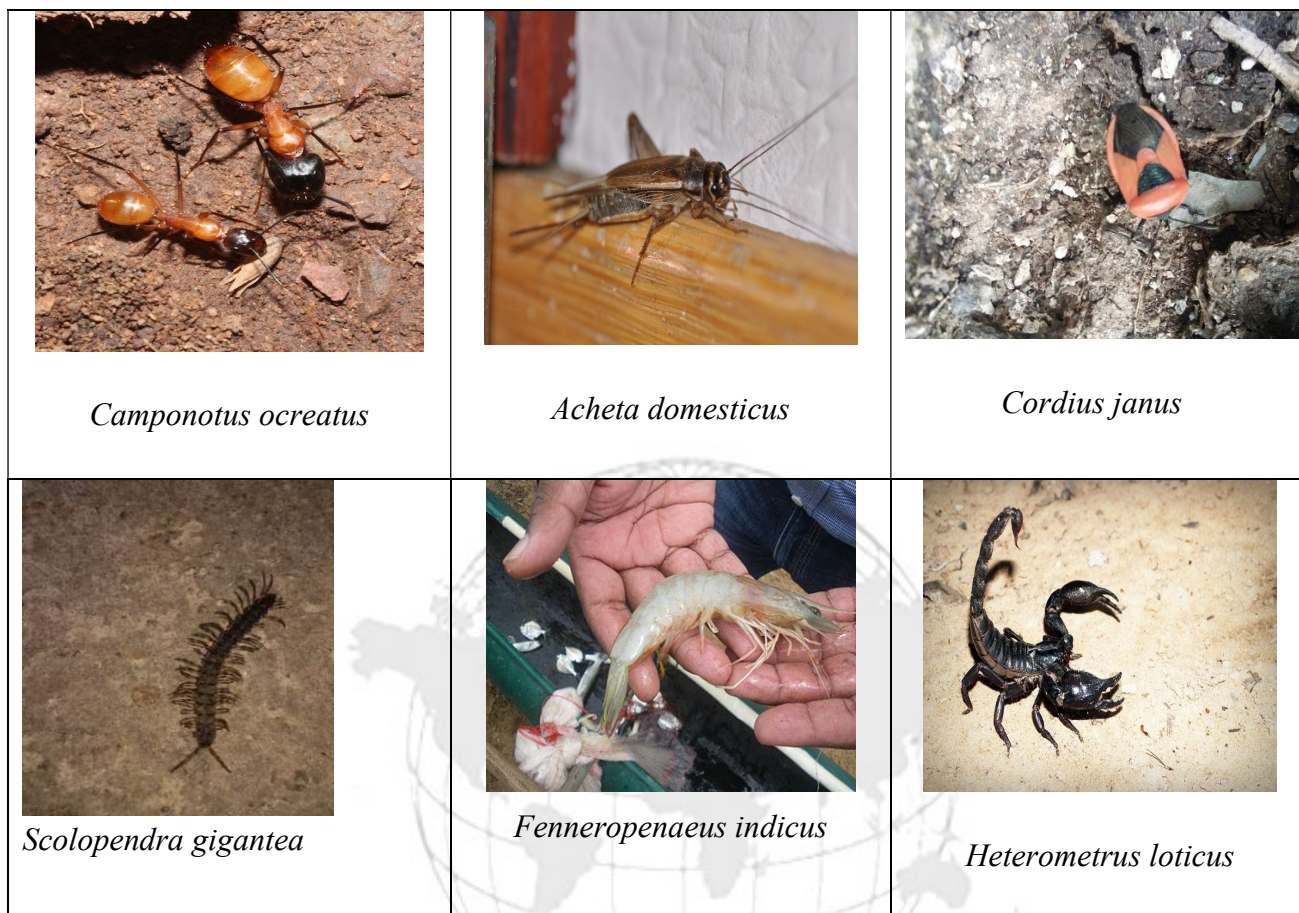 Camponotus ocreatus
Acheta domesticus
Cordius janus
Scolopendra gigantea
Fenneropenaeus indicus
Heterometrus loticus